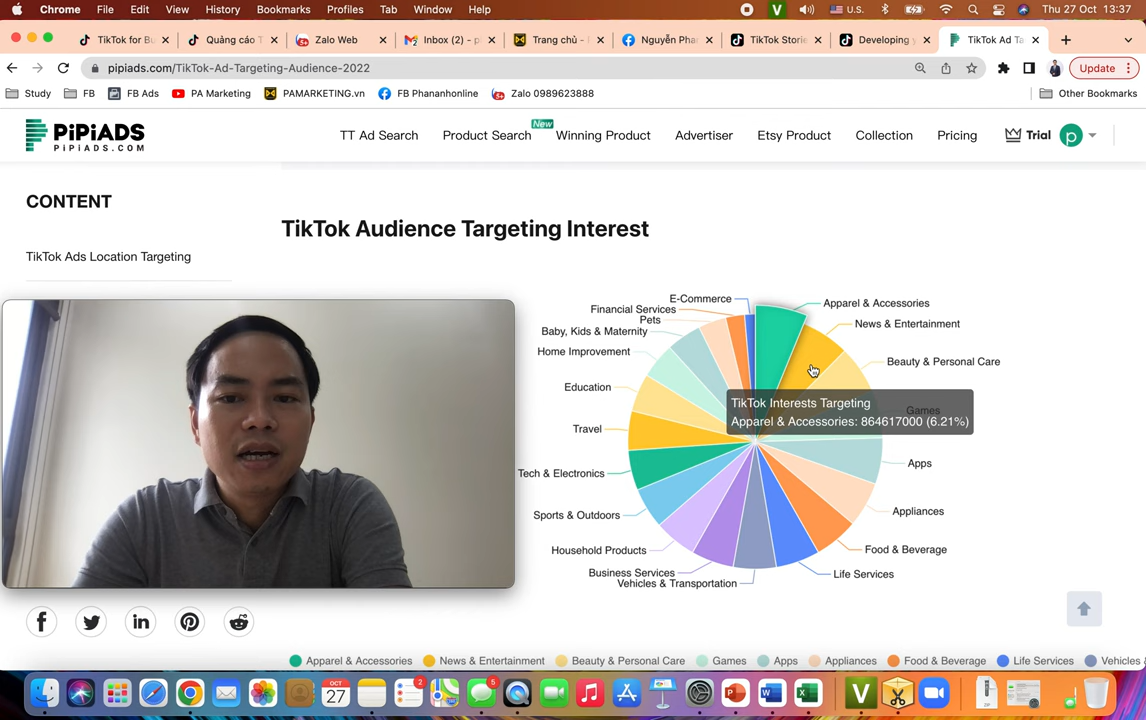 Chrome File Edit View History Bookmarks Profiles Tab Window Help
V U.S. Thu 27 Oct 13:37
TikTok for Bu Quảng cáo T Zalo Web Inbox (2) - p Trang chủ - Nguyễn Pha TikTok Storie Developing y TikTok Ad Ta
pipiads.com/TikTok-Ad-Targeting-Audience-2022
Update
Study FB FB Ads PA Marketing PAMARKETING.vn FB Phananhonline Zalo 0989623888 Other Bookmarks
PiPiADS
PiPiADS.COM
TT Ad Search Product Search New Winning Product Advertiser Etsy Product Collection Pricing Trial p
CONTENT
TikTok Audience Targeting Interest
TikTok Ads Location Targeting
E-Commerce
Apparel & Accessories
Financial Services
Pets
News & Entertainment
Baby, Kids & Maternity
Home Improvement
Beauty & Personal Care
Education
TikTok Interests Targeting
Games
Apparel & Accessories: 864617000 (6.21%)
Travel
Apps
Tech & Electronics
Appliances
Sports & Outdoors
Household Products
Food & Beverage
Business Services
Life Services
Vehicles & Transportation
Apparel & Accessories News & Entertainment Beauty & Personal Care Games Apps Appliances Food & Beverage Life Services Vehicles
OCT
27
2
5
V
ZIP